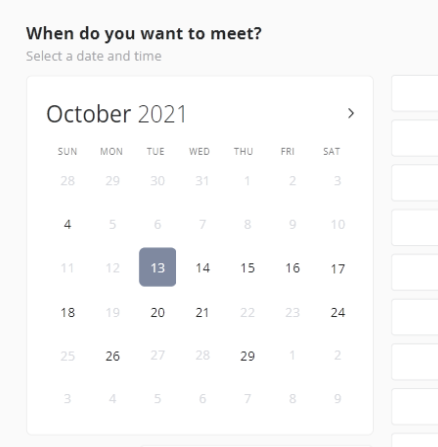 When do you want to meet?
Select a date and time
October 2021
SUN MON TUE WED THU FRI SAT
28 29 30 31 1 2 3
4 5 6 7 8 9 10
11 12 13 14 15 16 17
18 19 20 21 22 23 24
25 26 27 28 29 1 2
3 4 5 6 7 8 9